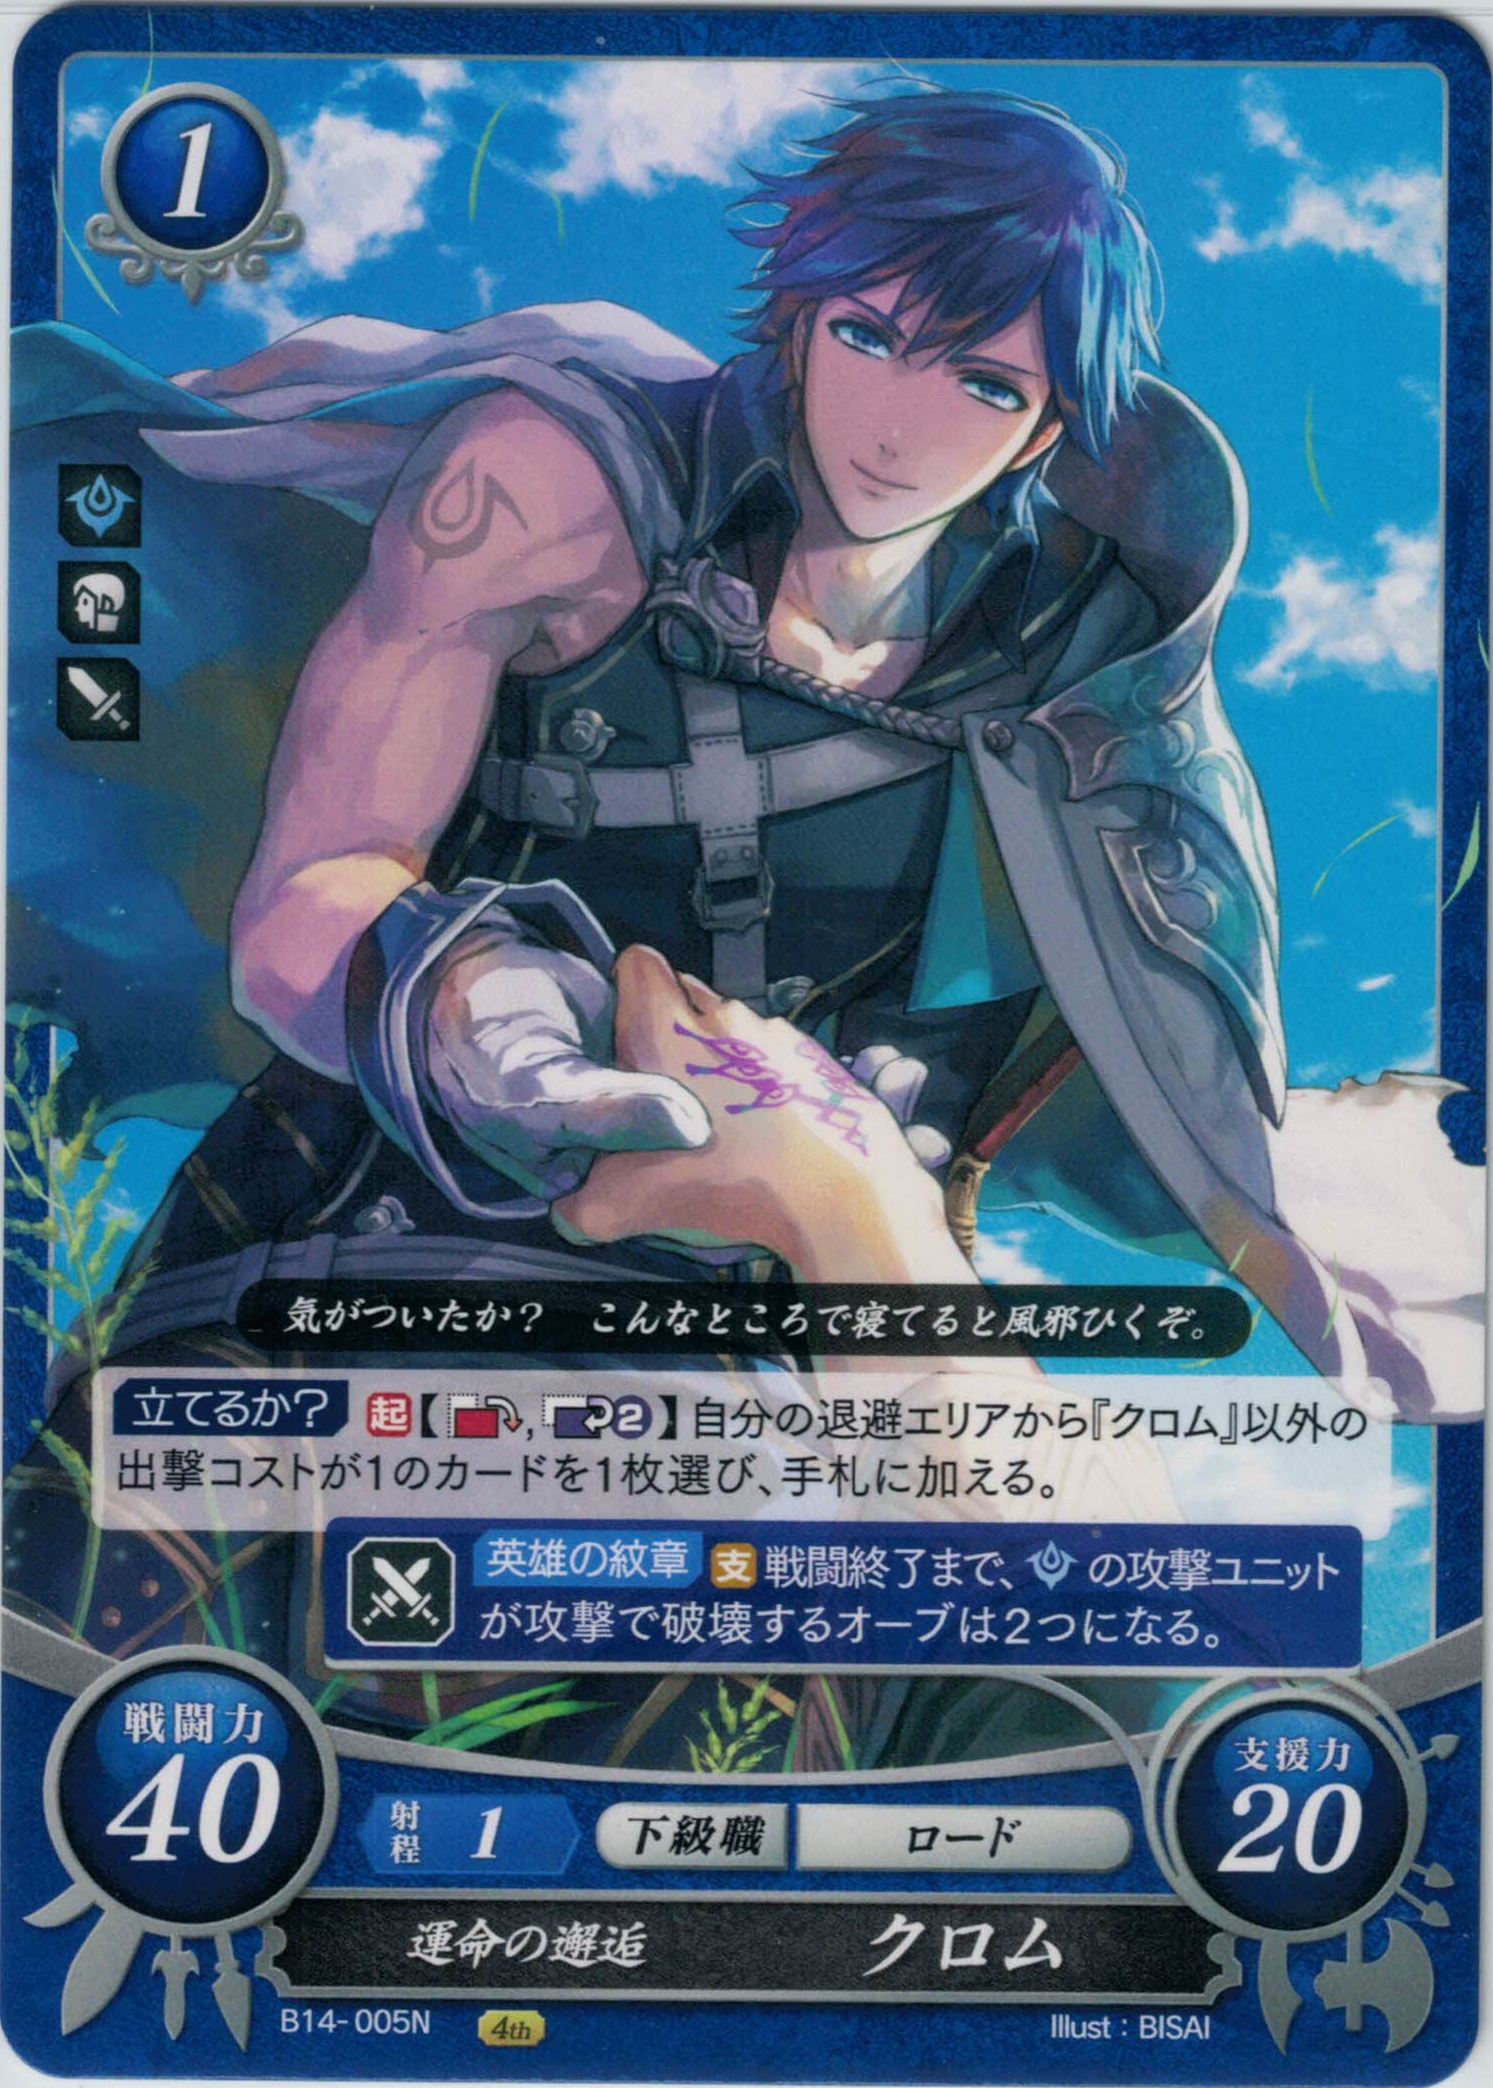 1
気がついたか？　こんなところで寝てると風邪ひくぞ。
立てるか？ 起【 , 2】自分の退避エリアから『クロム』以外の
出撃コストが1のカードを1枚選び、手札に加える。
英雄の紋章 支 戦闘終了まで、 の攻撃ユニット
が攻撃で破壊するオーブは2つになる。
戦闘力
40
射程 1
下級職 ロード
支援力
20
運命の邂逅 クロム
B14-005N 4th Illust：BISAI